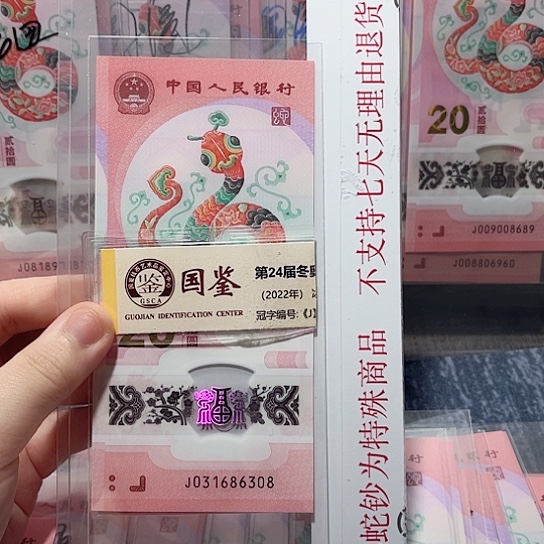 中国人民银行
国鉴
GSCA
GUOJIAN IDENTIFICATION CENTER
第24届冬奥
(2022年)
冠字编号:《J
20
J031686308
蛇钞为特殊商品 不支持七天无理由退货
20
贰拾圆
J009008689
J008806960
贰拾圆